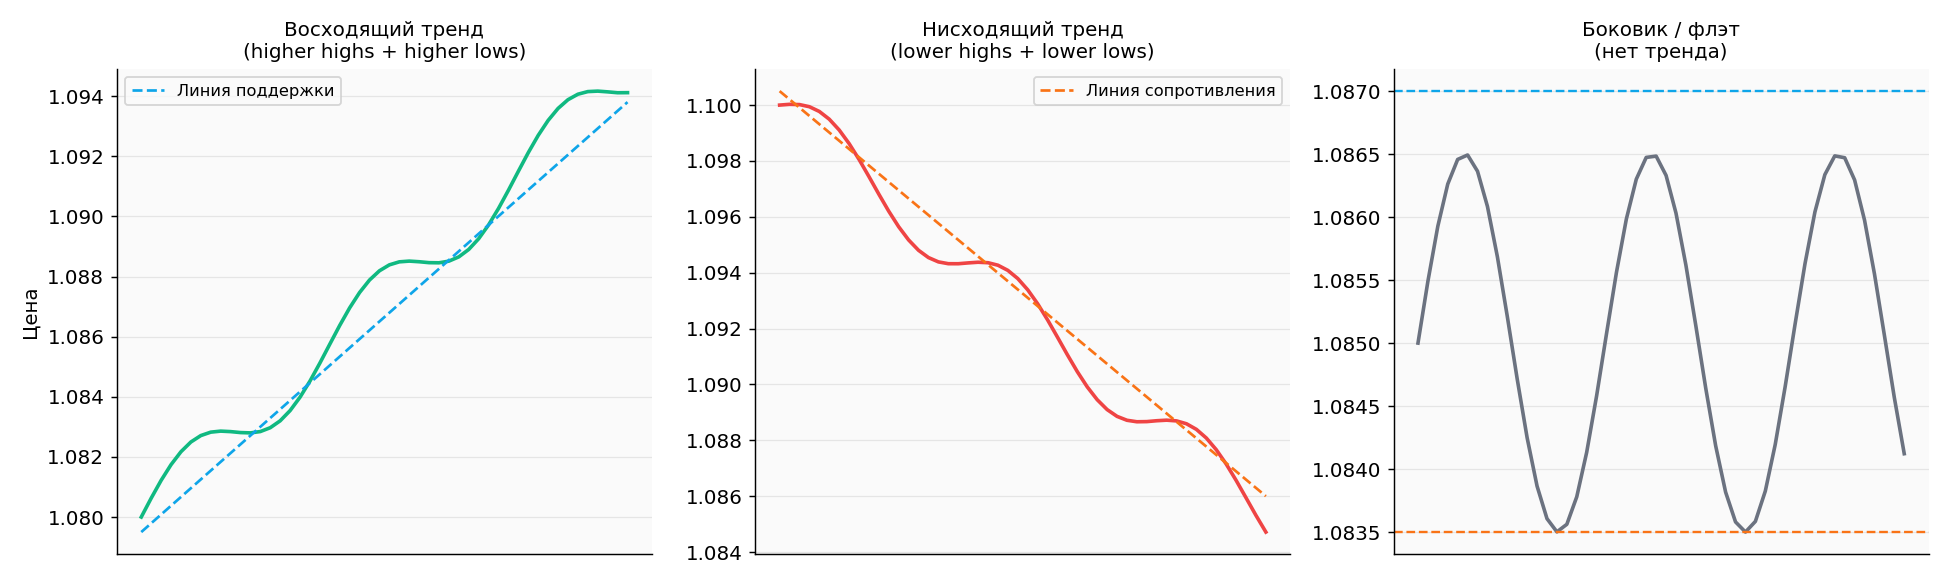 Восходящий тренд
(higher highs + higher lows)
Линия поддержки
Цена
1.094
1.092
1.090
1.088
1.086
1.084
1.082
1.080
Нисходящий тренд
(lower highs + lower lows)
Линия сопротивления
1.100
1.098
1.096
1.094
1.092
1.090
1.088
1.086
1.084
Боковик / флэт
(нет тренда)
1.0870
1.0865
1.0860
1.0855
1.0850
1.0845
1.0840
1.0835